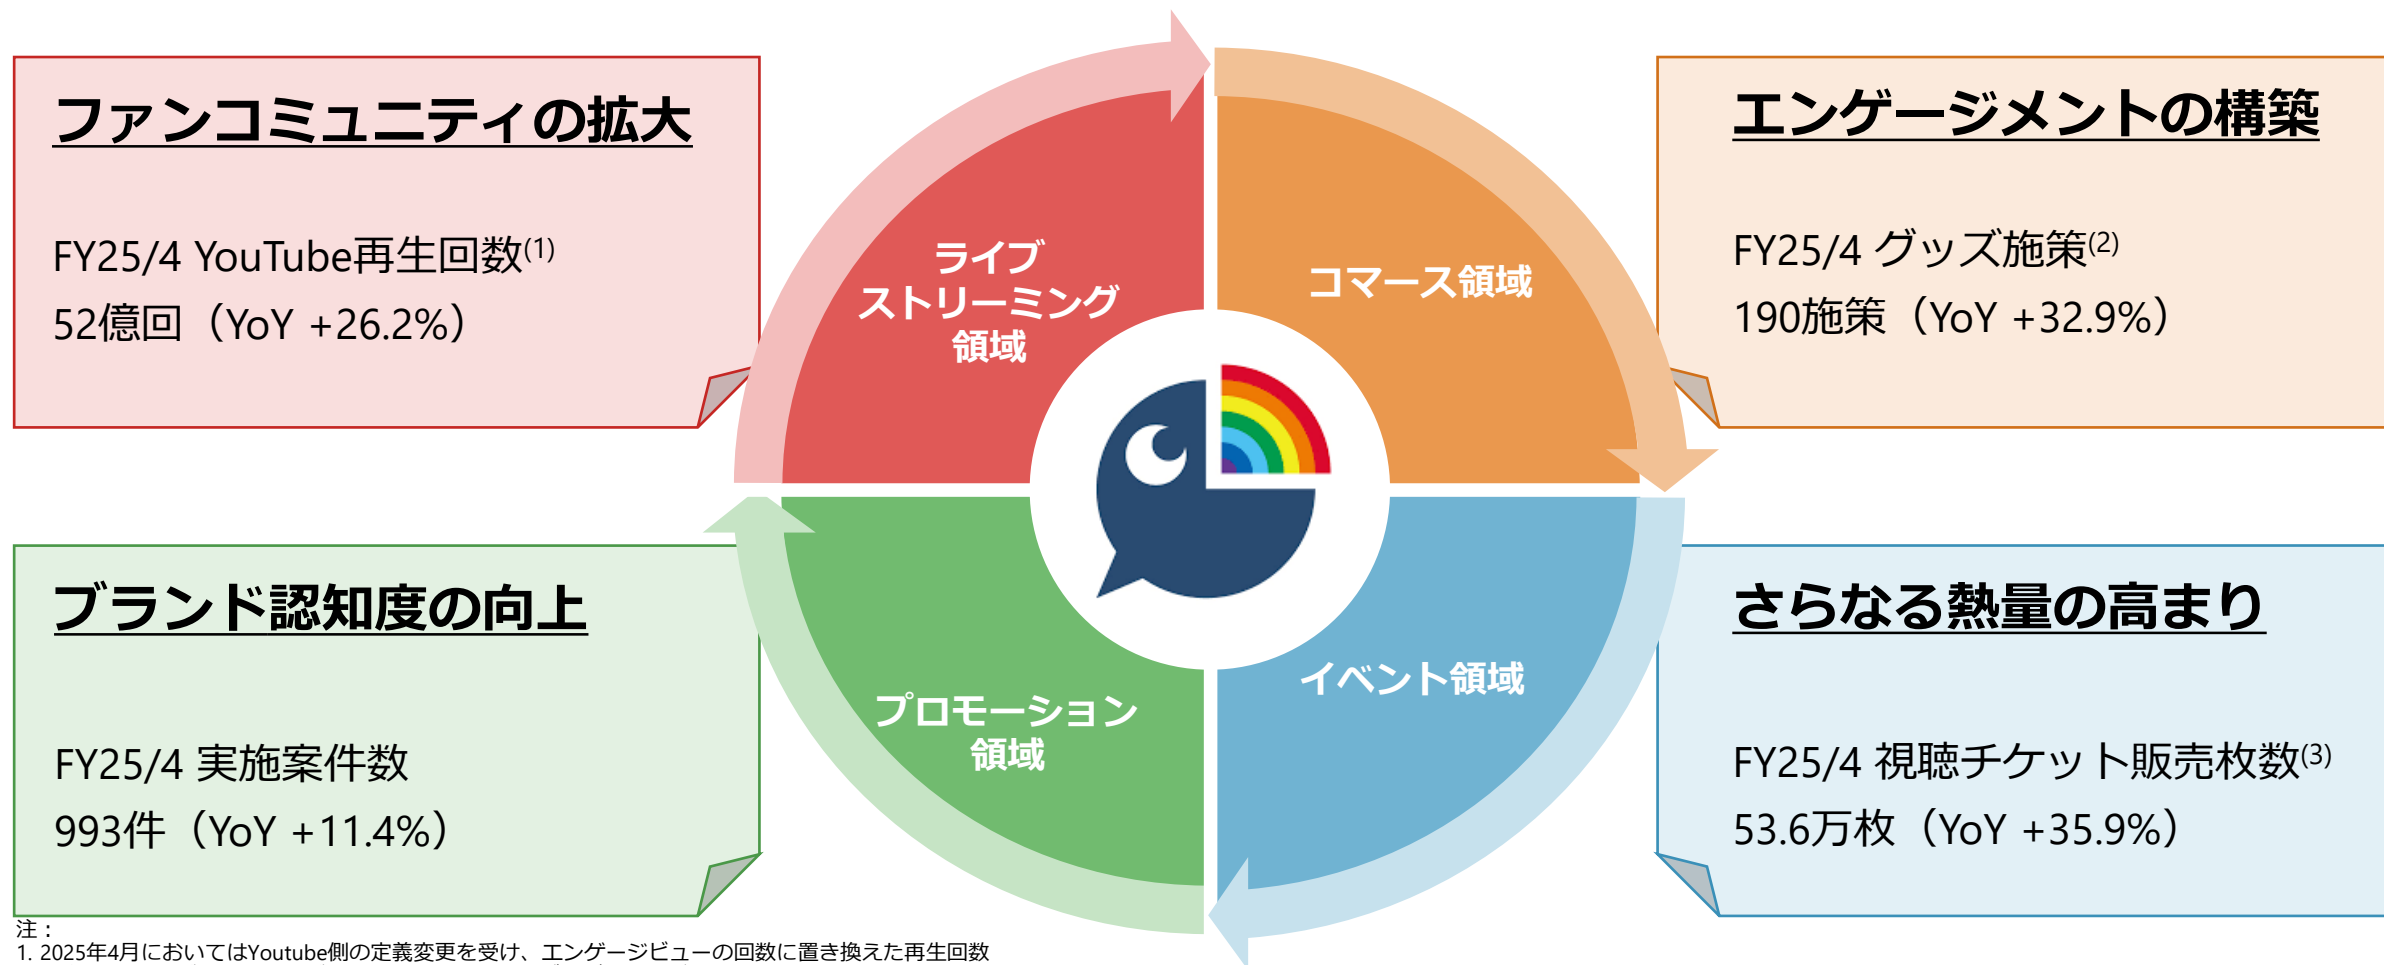 ファンコミュニティの拡大
FY25/4 YouTube再生回数(1)
52億回（YoY +26.2%）
エンゲージメントの構築
FY25/4 グッズ施策(2)
190施策（YoY +32.9%）
ライブ
ストリーミング
領域
コマース領域
プロモーション
領域
イベント領域
ブランド認知度の向上
FY25/4 実施案件数
993件（YoY +11.4%）
さらなる熱量の高まり
FY25/4 視聴チケット販売枚数(3)
53.6万枚（YoY +35.9%）
注：
1. 2025年4月においてはYoutube側の定義変更を受け、エンゲージビューの回数に置き換えた再生回数